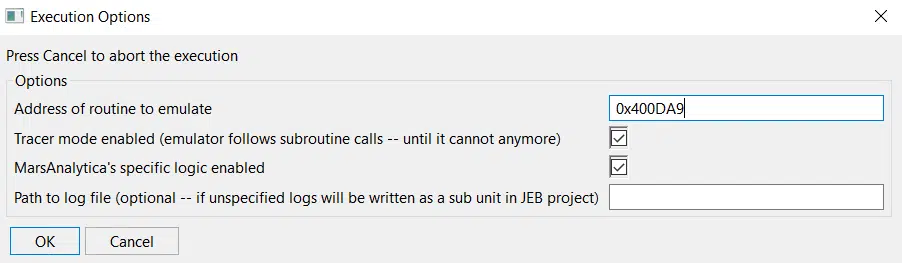 Execution Options
Press Cancel to abort the execution
Options
Address of routine to emulate 0x400DA9
Tracer mode enabled (emulator follows subroutine calls -- until it cannot anymore)
MarsAnalytica's specific logic enabled
Path to log file (optional -- if unspecified logs will be written as a sub unit in JEB project)
OK Cancel